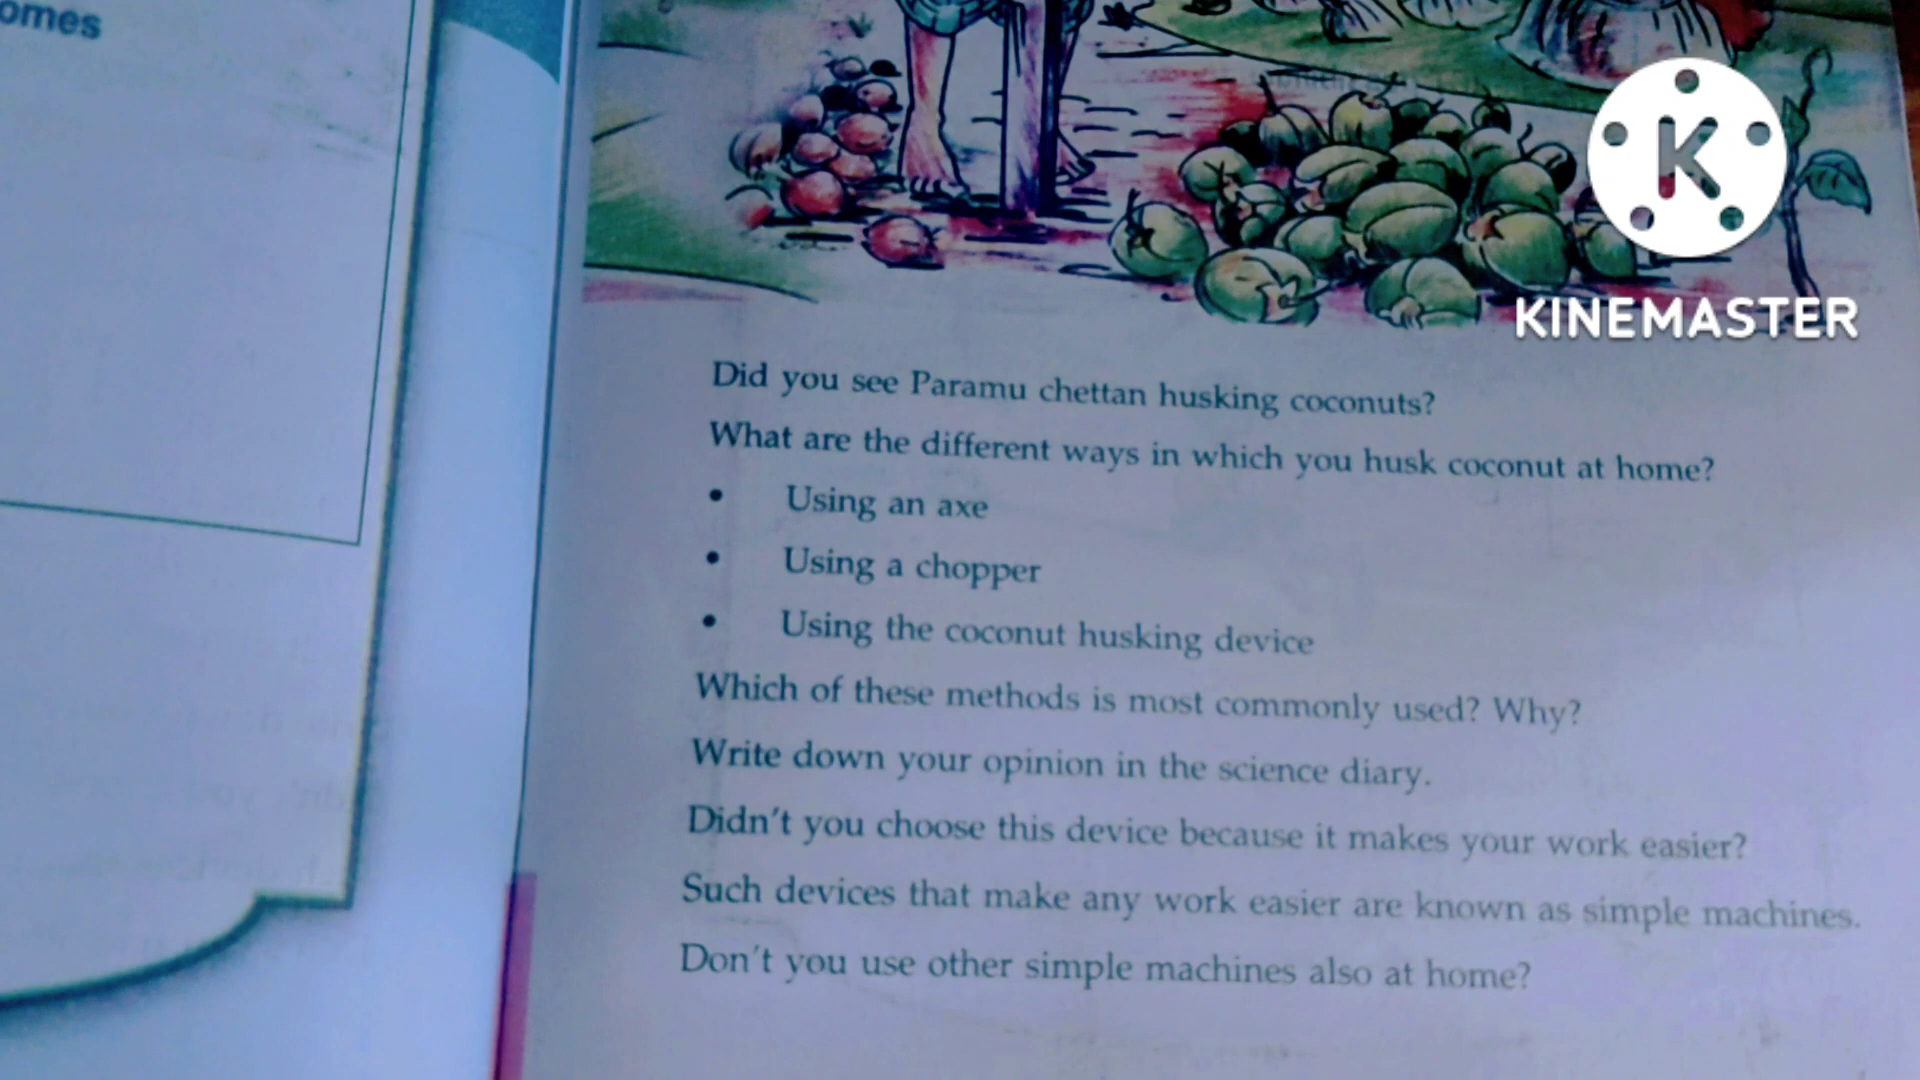 omes
K
KINEMASTER
Did you see Paramu chettan husking coconuts?
What are the different ways in which you husk coconut at home?
• Using an axe
• Using a chopper
• Using the coconut husking device
Which of these methods is most commonly used? Why?
Write down your opinion in the science diary.
Didn't you choose this device because it makes your work easier?
Such devices that make any work easier are known as simple machines.
Don't you use other simple machines also at home?